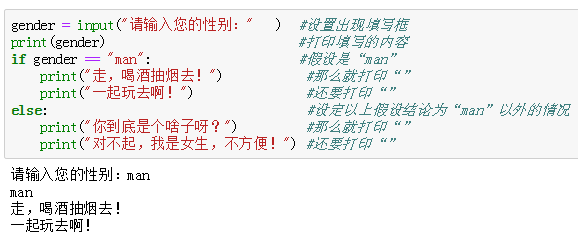 gender = input("请输入您的性别："   )  #设置出现填写框
print(gender)                         #打印填写的内容
if gender == "man":                   #假设是“man”
    print("走，喝酒抽烟去！")            #那么就打印“”
    print("一起玩去啊！")               #还要打印“”
else:                                  #设定以上假设结论为“man”以外的情况
    print("你到底是个啥子呀？")          #那么就打印“”
    print("对不起，我是女生，不方便！")  #还要打印“”
请输入您的性别：man
man
走，喝酒抽烟去！
一起玩去啊！